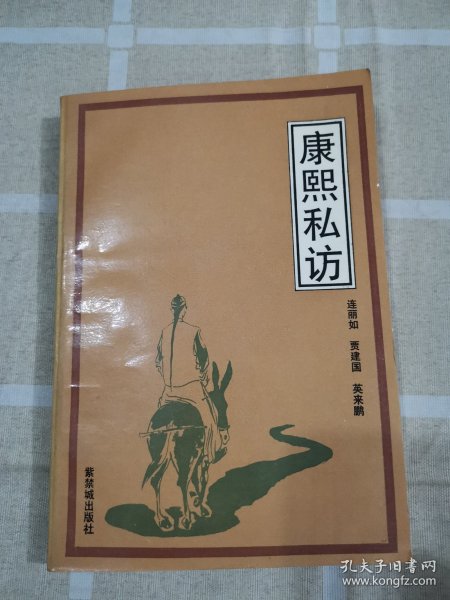 康熙私访
连丽如 贾建国 英来鹏
紫禁城出版社
孔夫子旧书网
www.kongfz.com